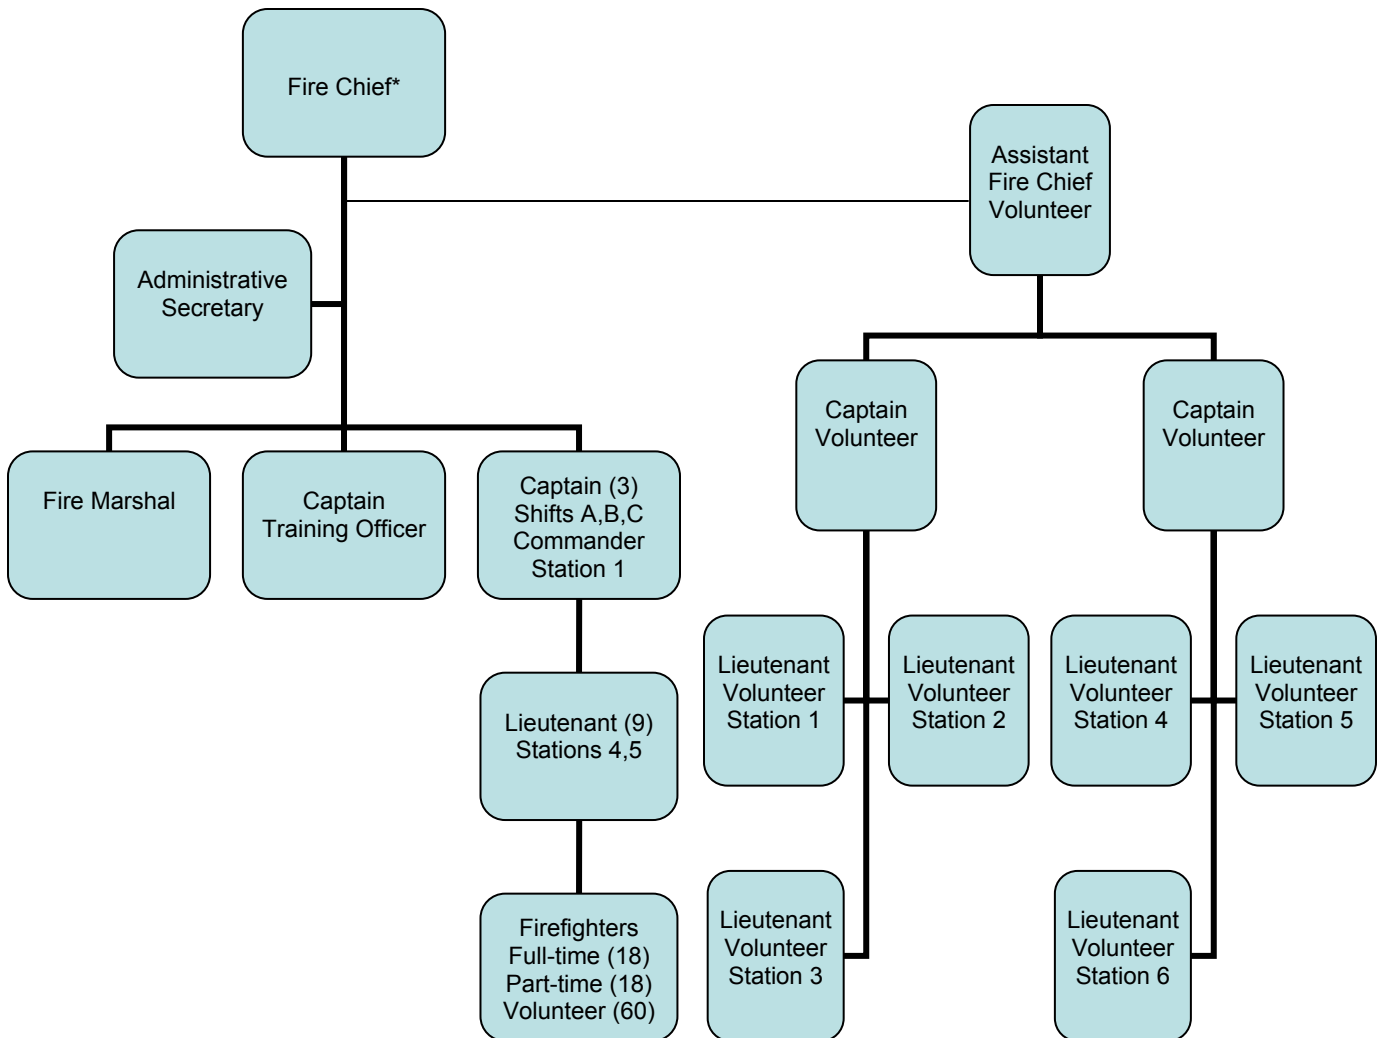 Fire Chief*
Assistant
Fire Chief
Volunteer
Administrative
Secretary
Captain
Volunteer
Captain
Volunteer
Fire Marshal
Captain
Training Officer
Captain (3)
Shifts A,B,C
Commander
Station 1
Lieutenant
Volunteer
Station 1
Lieutenant
Volunteer
Station 2
Lieutenant
Volunteer
Station 4
Lieutenant
Volunteer
Station 5
Lieutenant (9)
Stations 4,5
Firefighters
Full-time (18)
Part-time (18)
Volunteer (60)
Lieutenant
Volunteer
Station 3
Lieutenant
Volunteer
Station 6